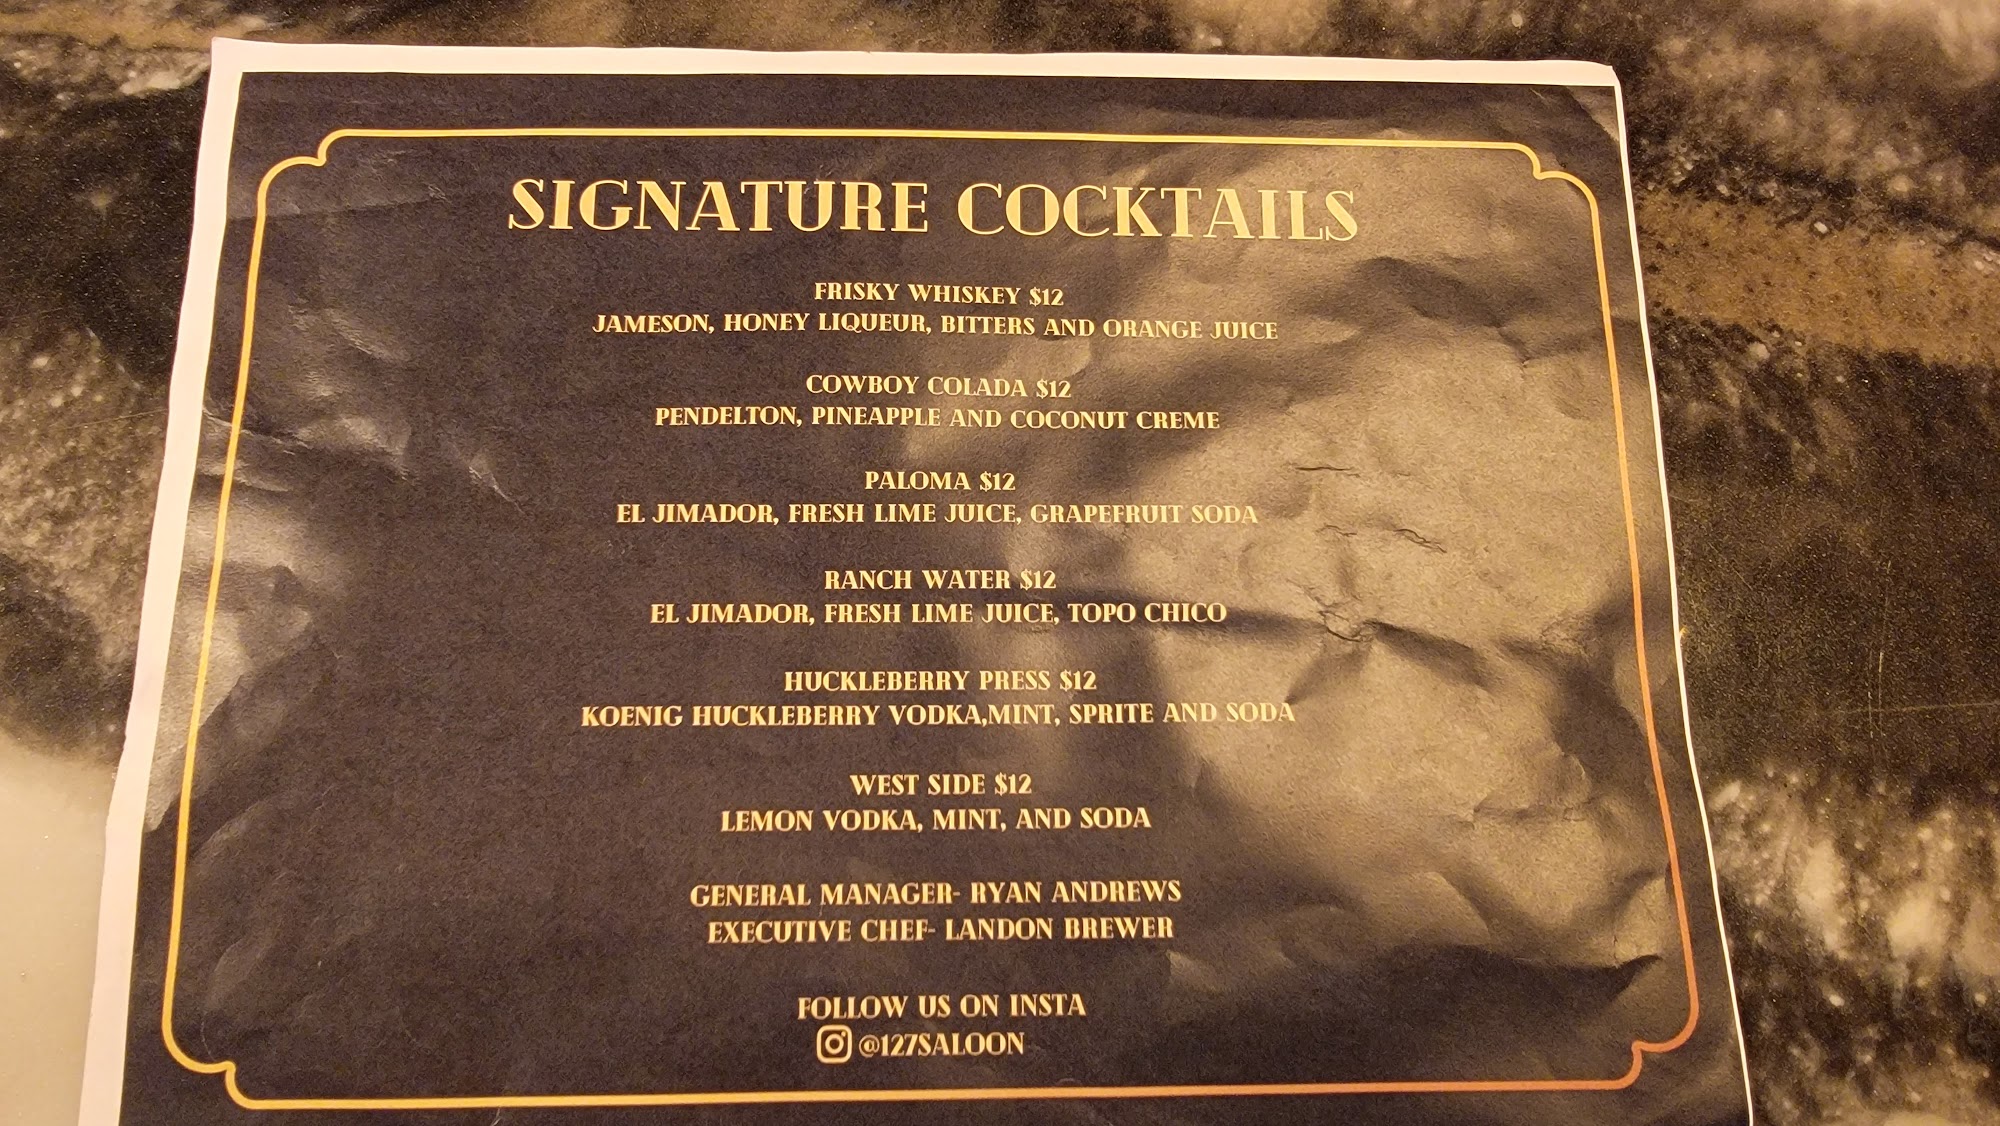 SIGNATURE COCKTAILS
FRISKY WHISKEY $12
JAMESON, HONEY LIQUEUR, BITTERS AND ORANGE JUICE
COWBOY COLADA $12
PENDELTON, PINEAPPLE AND COCONUT CREME
PALOMA $12
EL JIMADOR, FRESH LIME JUICE, GRAPEFRUIT SODA
RANCH WATER $12
EL JIMADOR, FRESH LIME JUICE, TOPO CHICO
HUCKLEBERRY PRESS $12
KOENIG HUCKLEBERRY VODKA,MINT, SPRITE AND SODA
WEST SIDE $12
LEMON VODKA, MINT, AND SODA
GENERAL MANAGER- RYAN ANDREWS
EXECUTIVE CHEF- LANDON BREWER
FOLLOW US ON INSTA
@127SALOON